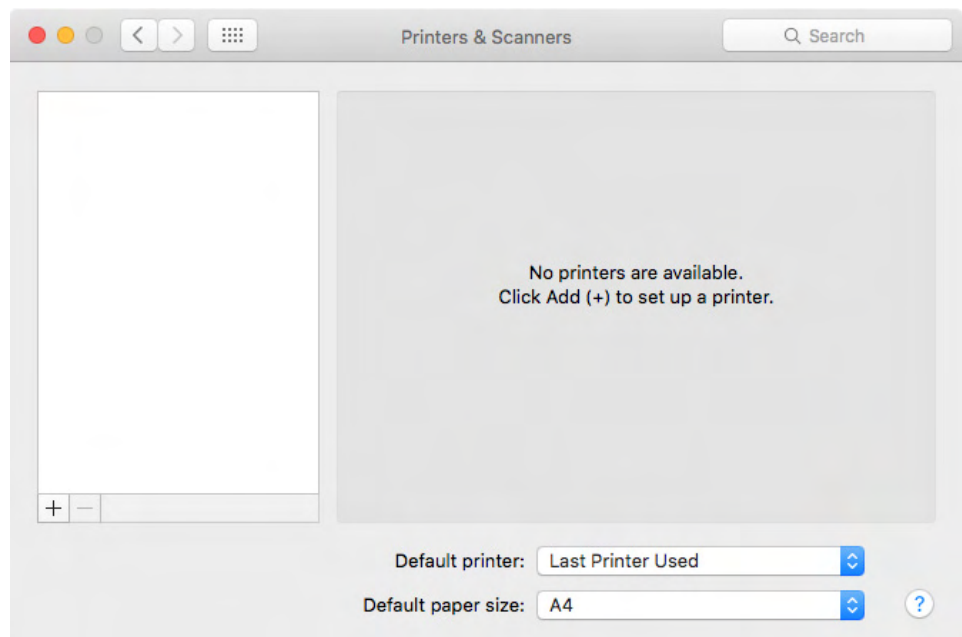 Printers & Scanners
Search
No printers are available.
Click Add (+) to set up a printer.
+ −
Default printer: Last Printer Used
Default paper size: A4
?